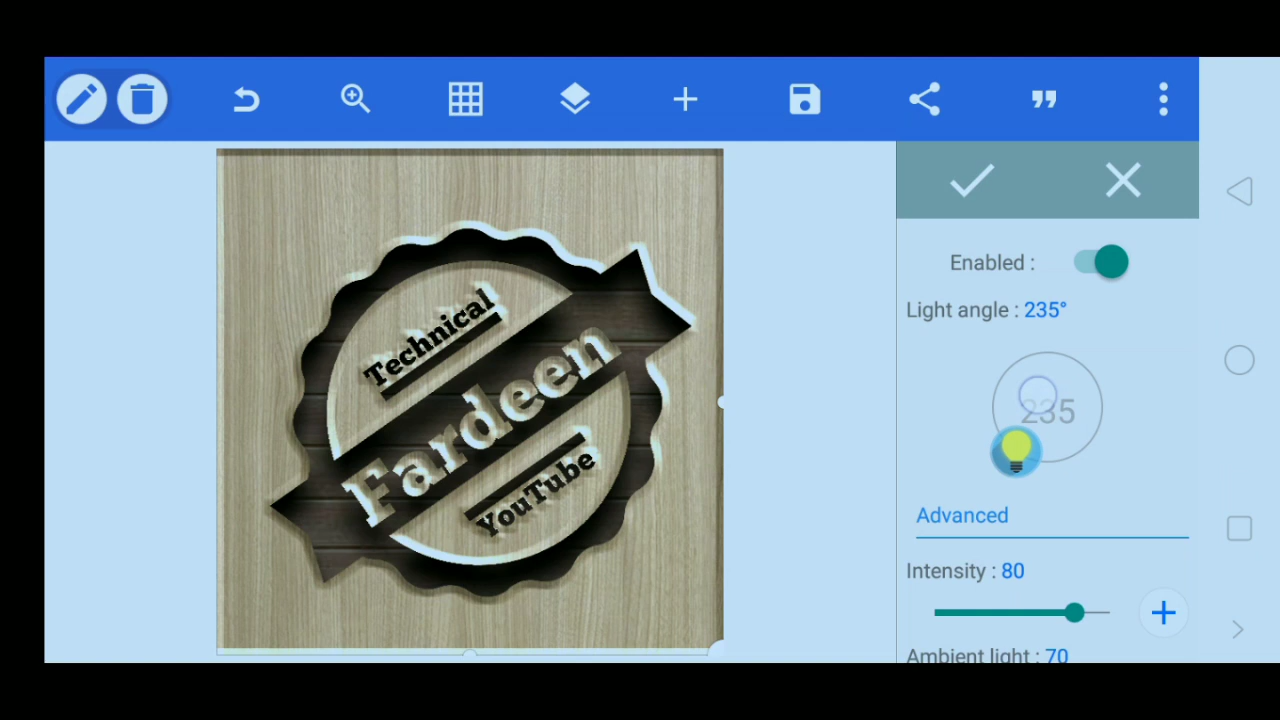 Enabled :
Light angle : 235°
235
Advanced
Intensity : 80
Ambient light : 70
Technical
Fardeen
YouTube